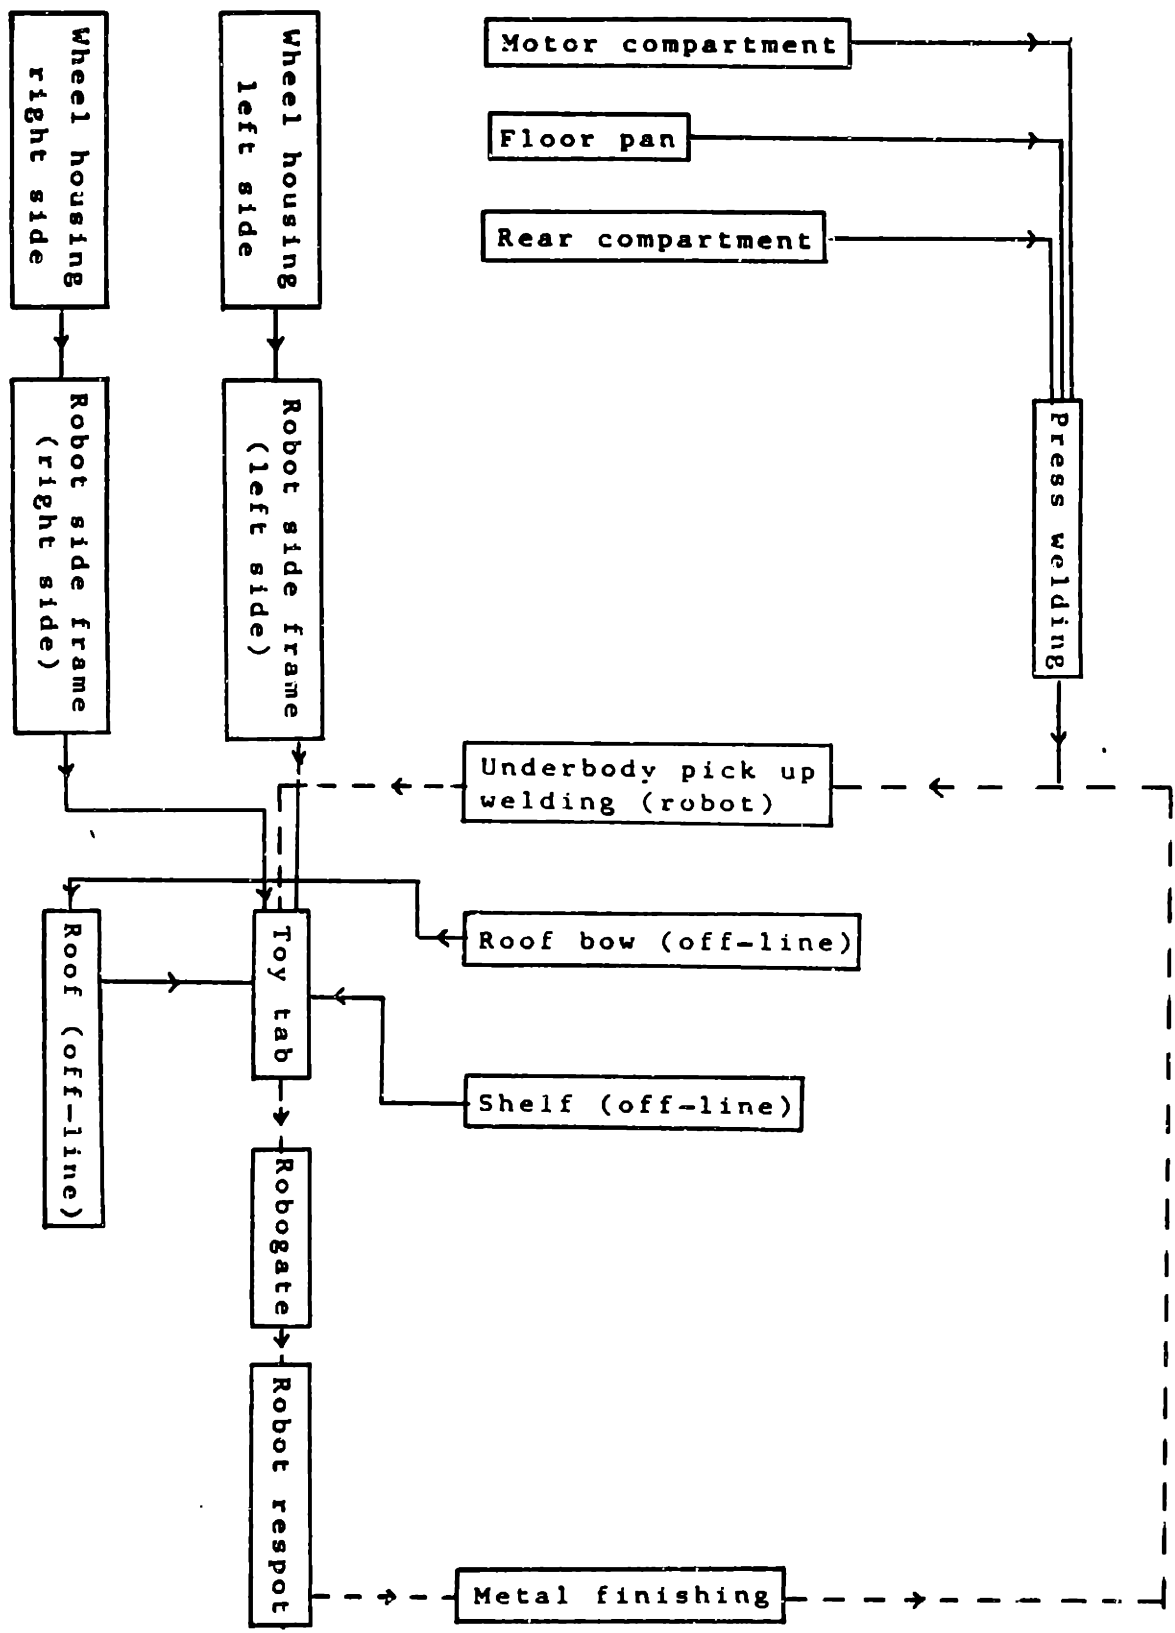 Wheel housing
right side
Wheel housing
left side
Motor compartment
Floor pan
Rear compartment
Robot side frame
(right side)
Robot side frame
(left side)
Press welding
Underbody pick up
welding (robot)
Roof (off-line)
Toy tab
Roof bow (off-line)
Shelf (off-line)
Robogate
Robot respot
Metal finishing